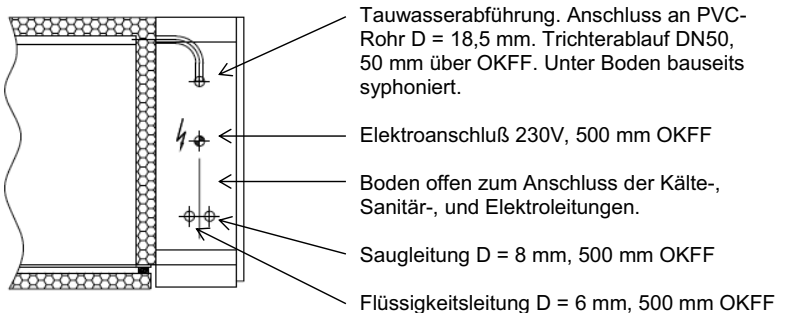 Tauwasserabführung. Anschluss an PVC-
Rohr D = 18,5 mm. Trichterablauf DN50,
50 mm über OKFF. Unter Boden bauseits
syphoniert.
Elektroanschluß 230V, 500 mm OKFF
Boden offen zum Anschluss der Kälte-,
Sanitär-, und Elektroleitungen.
Saugleitung D = 8 mm, 500 mm OKFF
Flüssigkeitsleitung D = 6 mm, 500 mm OKFF